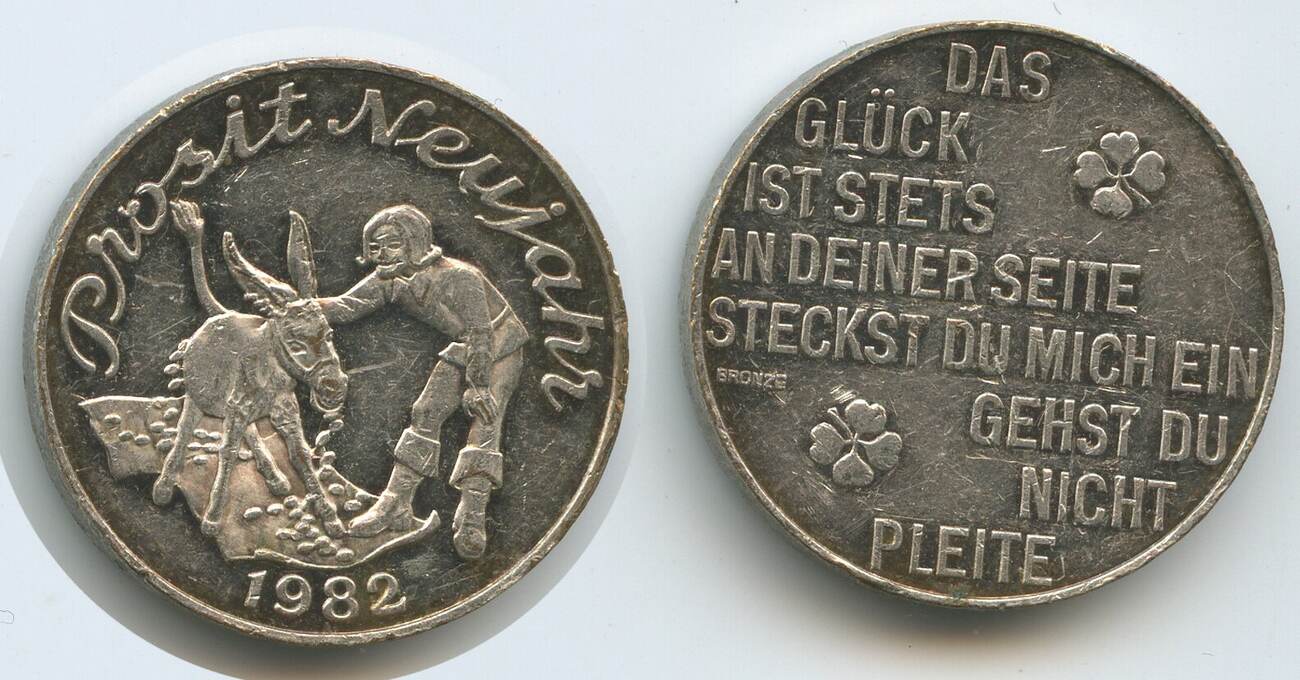 Prosit Neujahr
1982
DAS
GLÜCK
IST STETS
AN DEINER SEITE
STECKST DU MICH EIN
BRONZE
GEHST DU
NICHT
PLEITE